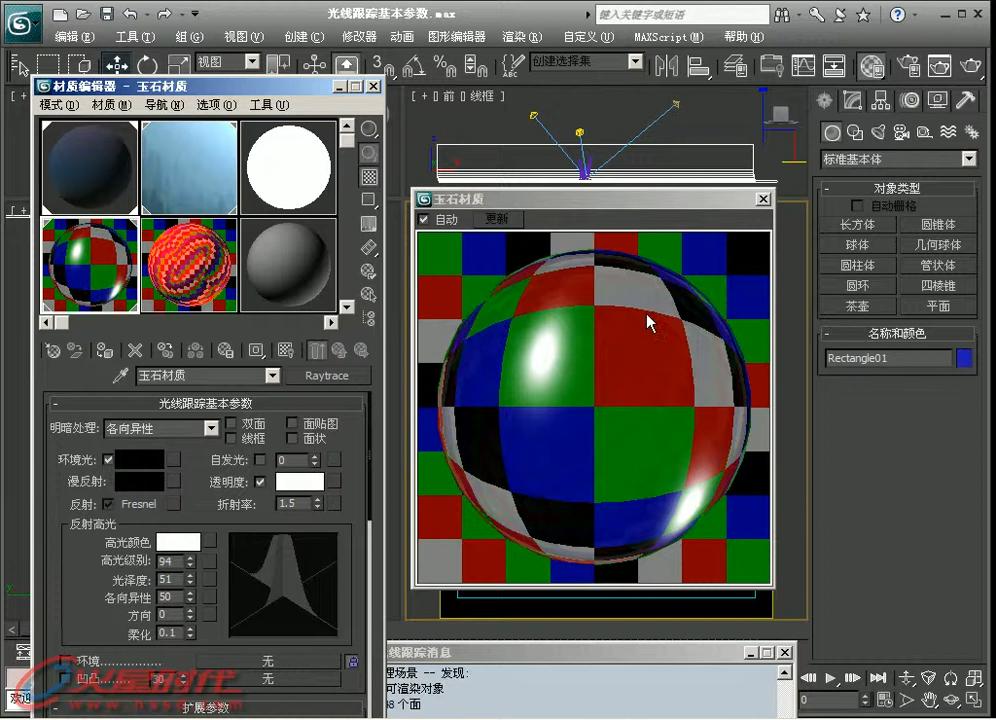 光线跟踪基本参数.max
键入关键字或短语
编辑(E) 工具(T) 组(G) 视图(V) 创建(C) 修改器 动画 图形编辑器 渲染(R) 自定义(U) MAXScript(M) 帮助(H)
视图
创建选择集
材质编辑器 - 玉石材质
模式(D) 材质(M) 导航(N) 选项(O) 工具(U)
[ + [] 前 [] 线框 ]
标准基本体
对象类型
自动栅格
长方体 圆锥体
球体 几何球体
圆柱体 管状体
圆环 四棱锥
茶壶 平面
名称和颜色
Rectangle01
玉石材质
自动 更新
玉石材质
Raytrace
光线跟踪基本参数
明暗处理: 各向异性
双面 面贴图
线框 面状
环境光: 自发光: 0
漫反射: 透明度:
反射: Fresnel 折射率: 1.5
反射高光
高光颜色
高光级别: 94
光泽度: 51
各向异性 50
方向 0
柔化 0.1
环境 无
凹凸 30 无
扩展参数
火星时代
线跟踪消息
理场景 -- 发现:
可渲染对象
8 个面
欢迎
0